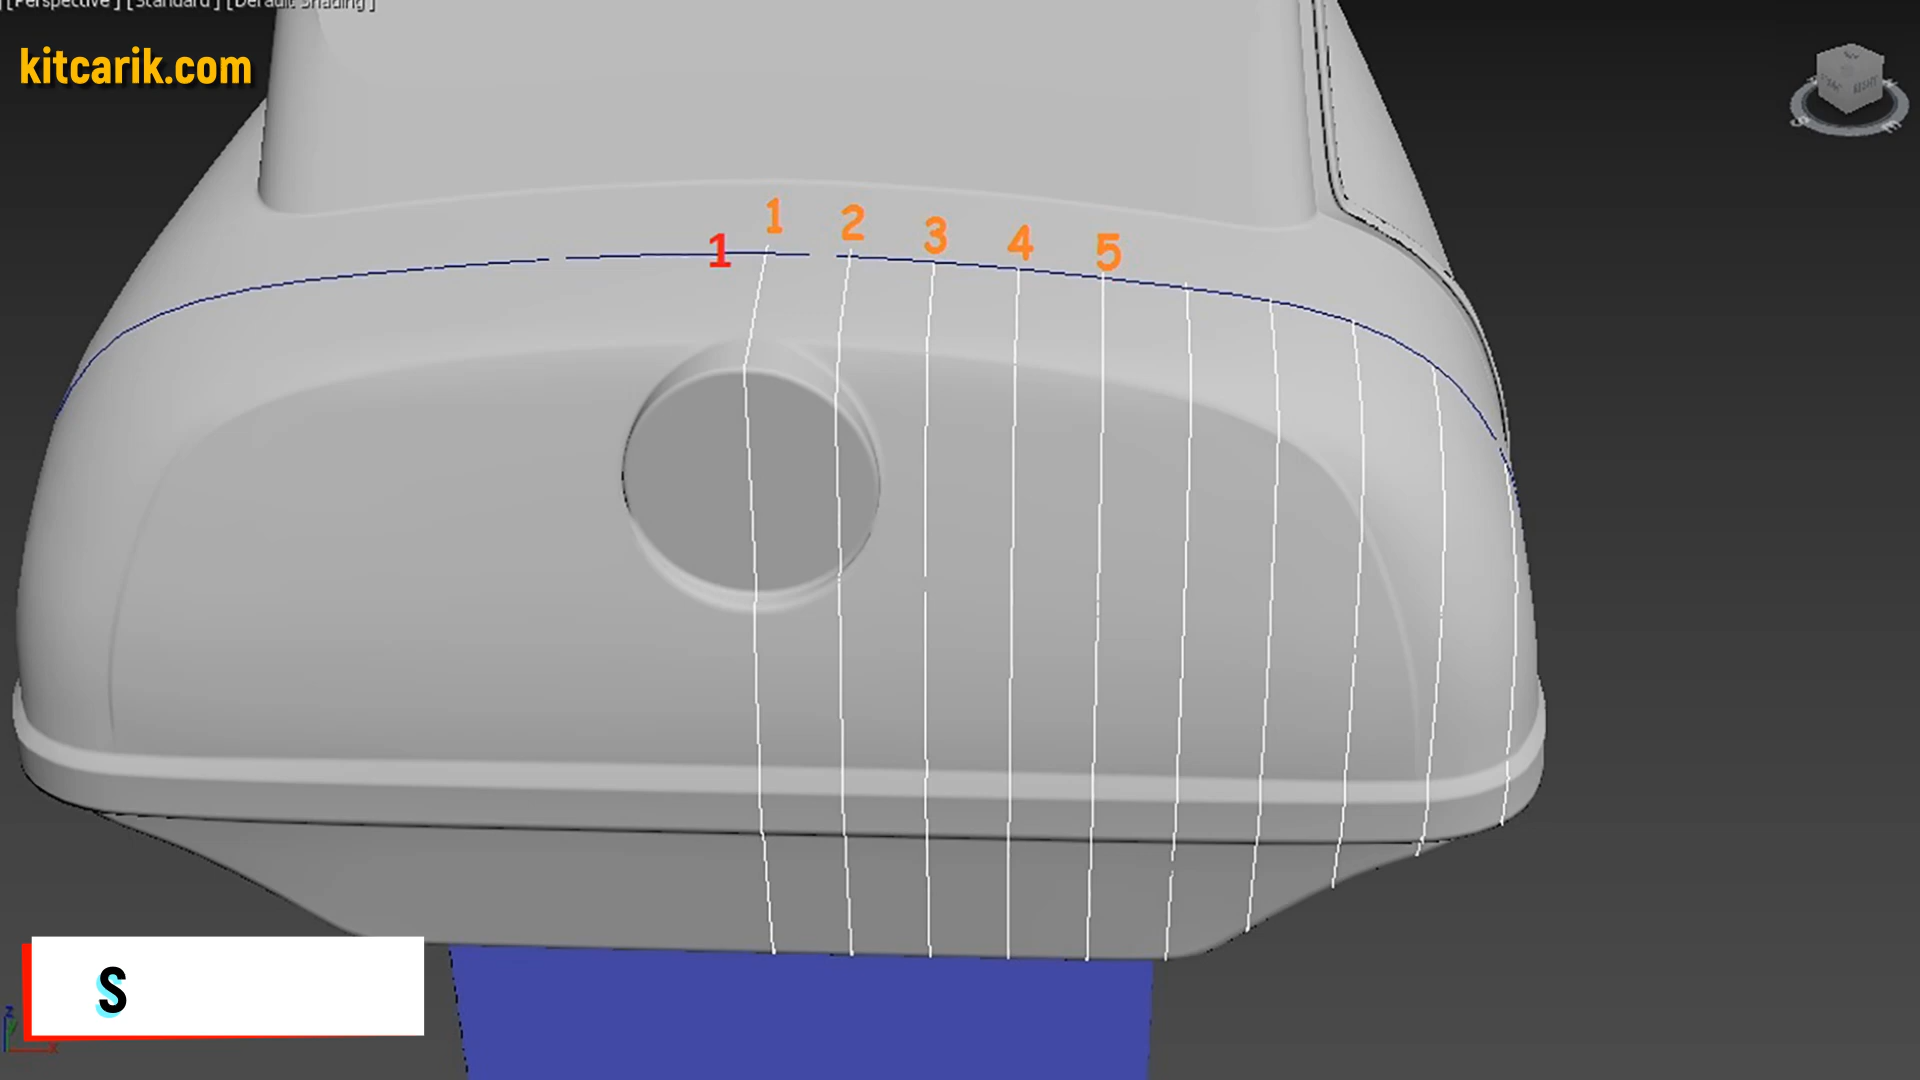 [Perspective] [Standard] [Default Shading]
kitcarik.com
1 2 3 4 5
1
S